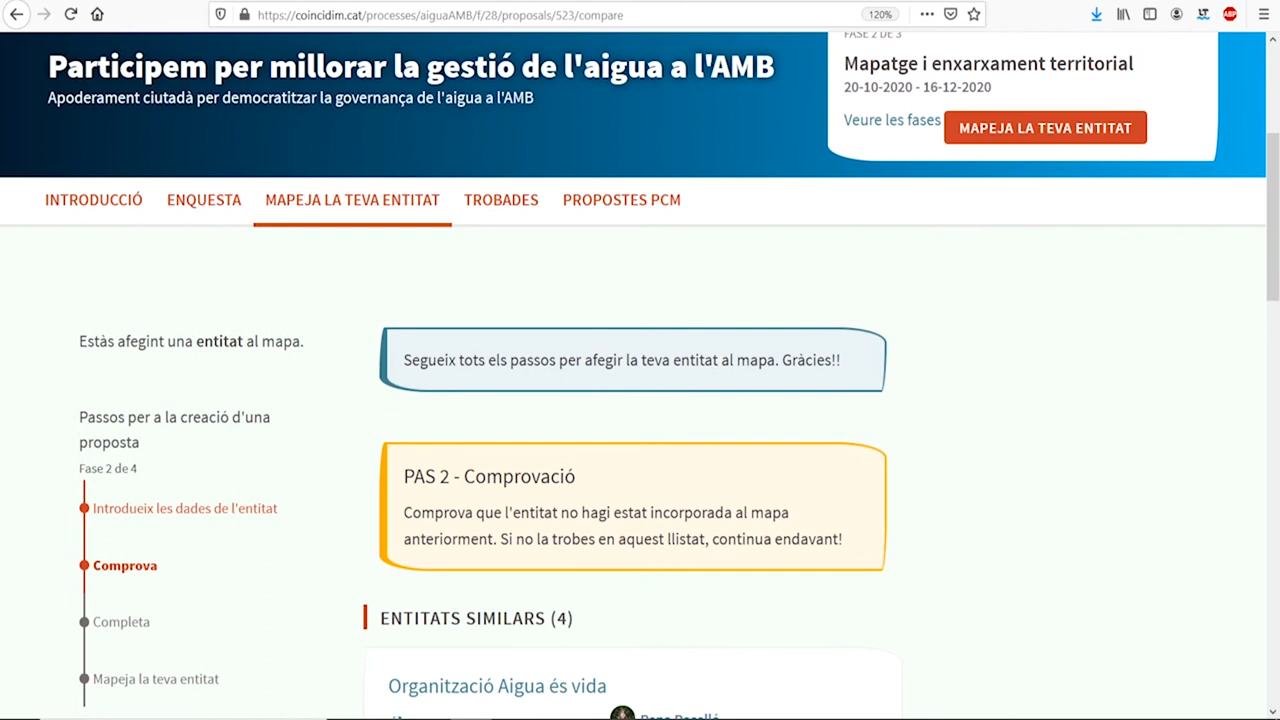 https://coincidim.cat/processes/aiguaAMB/f/28/proposals/523/compare
120%
ABP
Participem per millorar la gestió de l'aigua a l'AMB
Apoderament ciutadà per democratitzar la governança de l'aigua a l'AMB
FASE 2 DE 3
Mapatge i enxarxament territorial
20-10-2020 - 16-12-2020
Veure les fases
MAPEJA LA TEVA ENTITAT
INTRODUCCIÓ
ENQUESTA
MAPEJA LA TEVA ENTITAT
TROBADES
PROPOSTES PCM
Estàs afegint una entitat al mapa.
Passos per a la creació d'una
proposta
Fase 2 de 4
Introdueix les dades de l'entitat
Comprova
Completa
Mapeja la teva entitat
Segueix tots els passos per afegir la teva entitat al mapa. Gràcies!!
PAS 2 - Comprovació
Comprova que l'entitat no hagi estat incorporada al mapa
anteriorment. Si no la trobes en aquest llistat, continua endavant!
ENTITATS SIMILARS (4)
Organització Aigua és vida